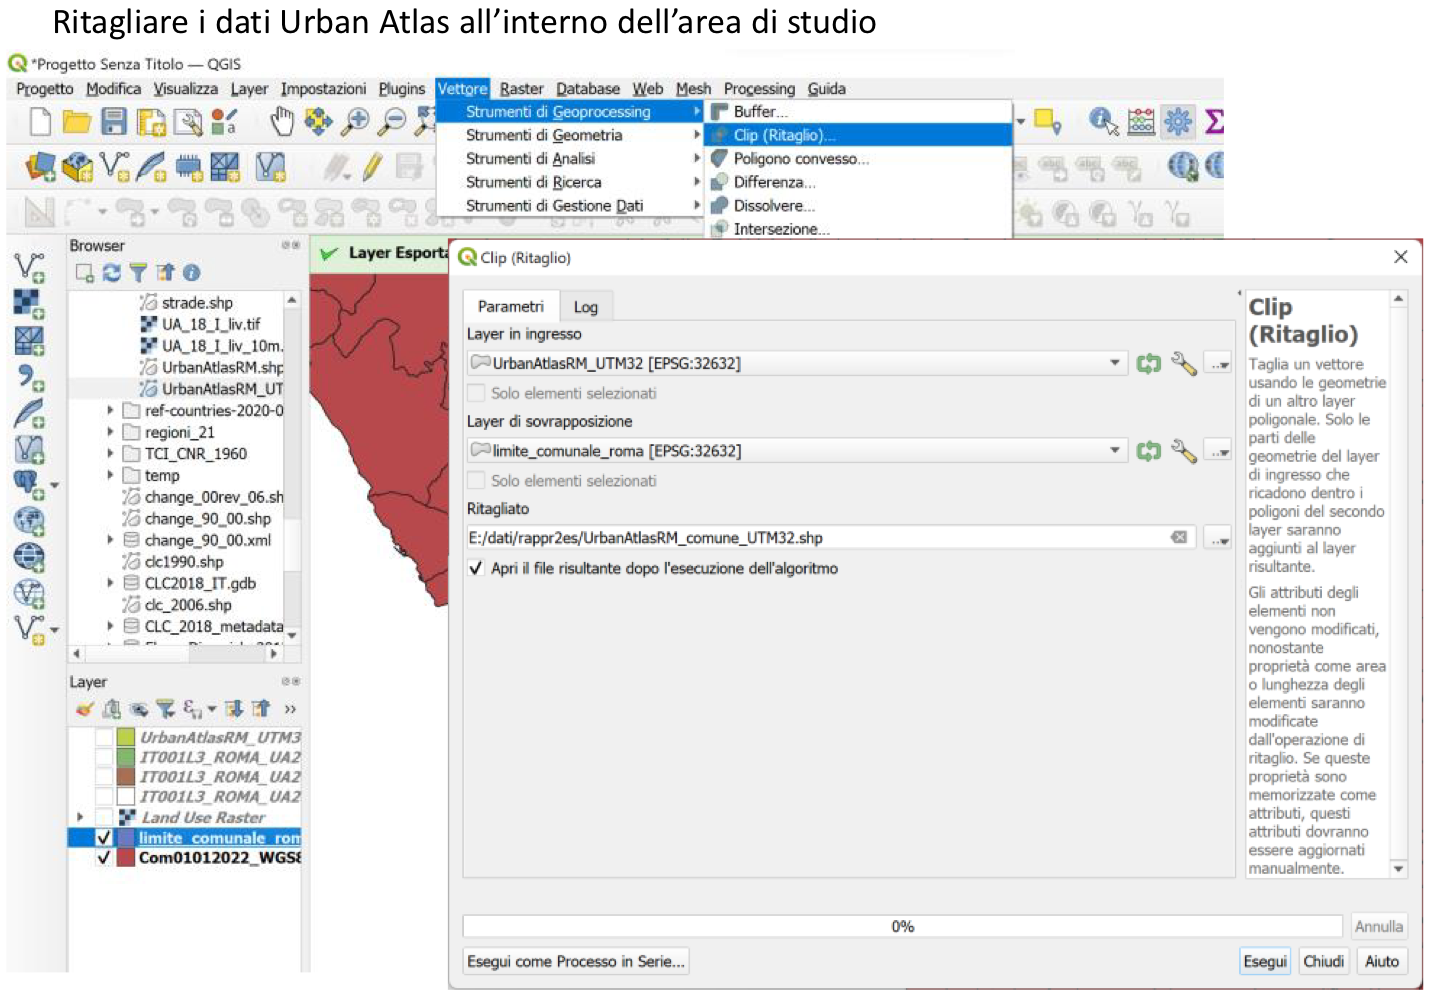 Ritagliare i dati Urban Atlas all'interno dell'area di studio
*Progetto Senza Titolo — QGIS
Progetto Modifica Visualizza Layer Impostazioni Plugins Vettore Raster Database Web Mesh Processing Guida
Strumenti di Geoprocessing
Strumenti di Geometria
Strumenti di Analisi
Strumenti di Ricerca
Strumenti di Gestione Dati
Buffer...
Clip (Ritaglio)...
Poligono convesso...
Differenza...
Dissolvere...
Intersezione...
Browser
strade.shp
UA_18_I_liv.tif
UA_18_I_liv_10m.
UrbanAtlasRM.shp
UrbanAtlasRM_UT
ref-countries-2020-0
regioni_21
TCI_CNR_1960
temp
change_00rev_06.sh
change_90_00.shp
change_90_00.xml
clc1990.shp
CLC2018_IT.gdb
clc_2006.shp
CLC_2018_metadata
Layer
UrbanAtlasRM_UTM3
IT001L3_ROMA_UA2
IT001L3_ROMA_UA2
IT001L3_ROMA_UA2
Land Use Raster
limite_comunale_rom
Com01012022_WGS8
Layer Esporta
Clip (Ritaglio)
Parametri Log
Layer in ingresso
UrbanAtlasRM_UTM32 [EPSG:32632]
Solo elementi selezionati
Layer di sovrapposizione
limite_comunale_roma [EPSG:32632]
Solo elementi selezionati
Ritagliato
E:/dati/rappr2es/UrbanAtlasRM_comune_UTM32.shp
Apri il file risultante dopo l'esecuzione dell'algoritmo
Clip
(Ritaglio)
Taglia un vettore
usando le geometrie
di un altro layer
poligonale. Solo le
parti delle
geometrie del layer
di ingresso che
ricadono dentro i
poligoni del secondo
layer saranno
aggiunti al layer
risultante.
Gli attributi degli
elementi non
vengono modificati,
nonostante
proprietà come area
o lunghezza degli
elementi saranno
modificate
dall'operazione di
ritaglio. Se queste
proprietà sono
memorizzate come
attributi, questi
attributi dovranno
essere aggiornati
manualmente.
0%
Annulla
Esegui come Processo in Serie...
Esegui Chiudi Aiuto